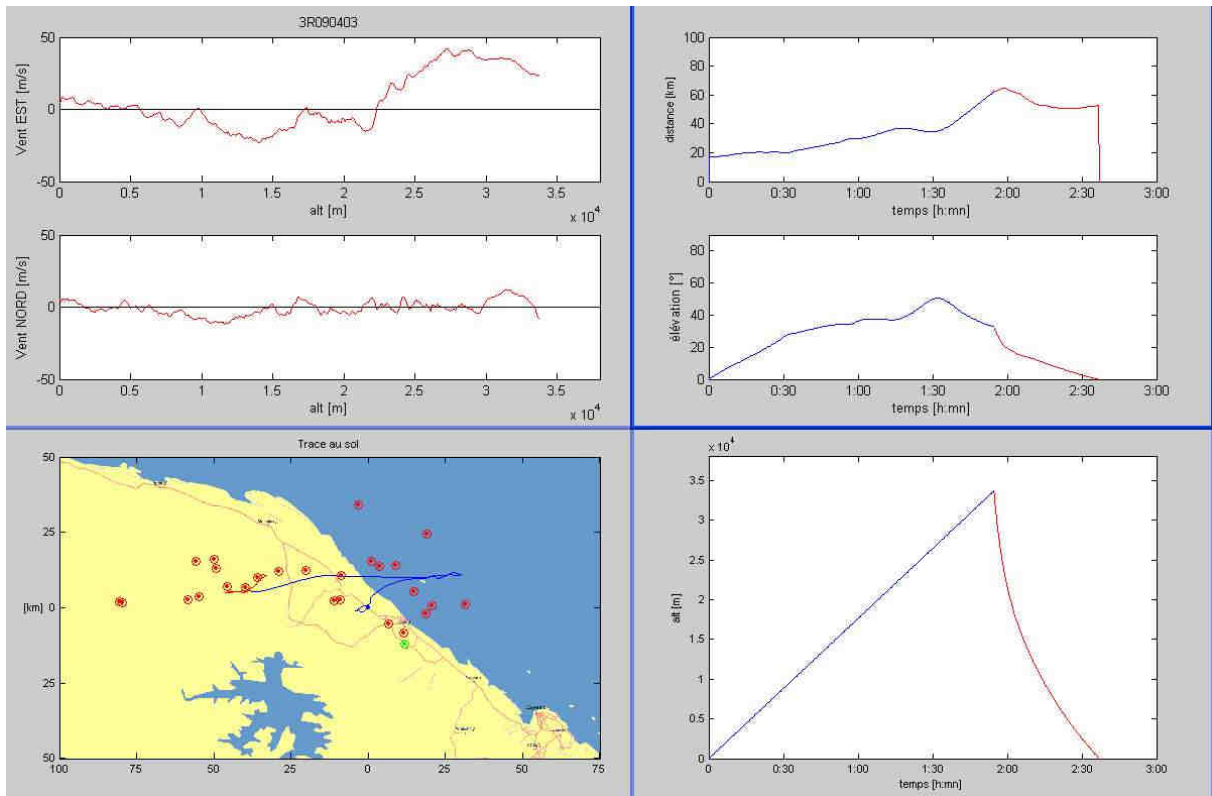 3R090403
Vent EST [m/s]
50
0
-50
0 0.5 1 1.5 2 2.5 3 3.5
alt [m]
x 10^4
Vent NORD [m/s]
50
0
-50
0 0.5 1 1.5 2 2.5 3 3.5
alt [m]
x 10^4
distance [km]
100
80
60
40
20
0
0 0:30 1:00 1:30 2:00 2:30 3:00
temps [h:mn]
élévation [°]
80
60
40
20
0
0 0:30 1:00 1:30 2:00 2:30 3:00
temps [h:mn]
Trace au sol
50
25
[km] 0
25
50
100 75 50 25 0 25 50 75
x 10^4
alt [m]
3.5
3
2.5
2
1.5
1
0.5
0
0 0:30 1:00 1:30 2:00 2:30 3:00
temps [h:mn]